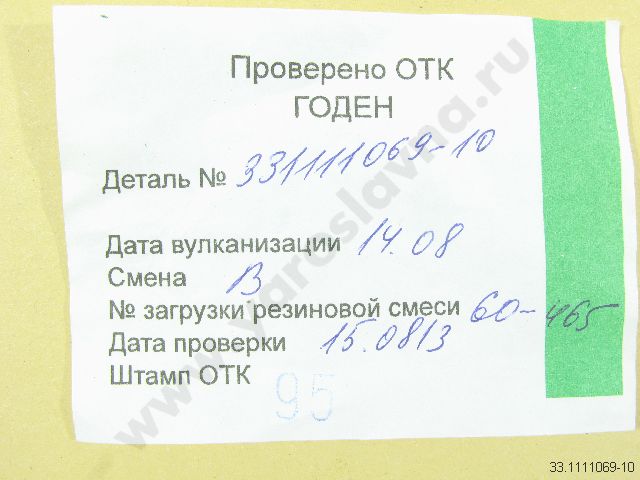 Проверено ОТК
ГОДЕН
Деталь № 331111069-10
Дата вулканизации 14.08
Смена В
№ загрузки резиновой смеси 60-465
Дата проверки 15.08/3
Штамп ОТК 95
www.yaroslavna.ru
33.1111069-10